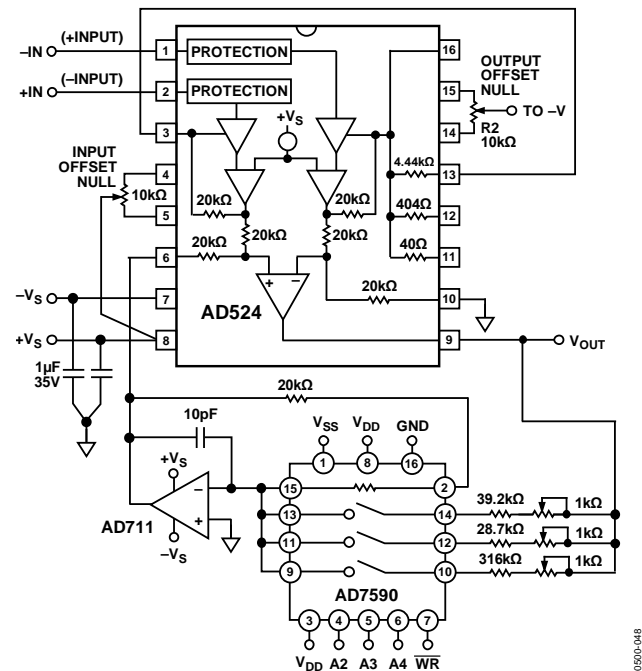 (+INPUT)
–IN
1
PROTECTION
16
(–INPUT)
+IN
2
PROTECTION
15
OUTPUT
OFFSET
NULL
TO –V
R2
10kΩ
+VS
3
14
INPUT
OFFSET
NULL
4
4.44kΩ
13
10kΩ
20kΩ
20kΩ
404Ω
5
12
20kΩ
20kΩ
40Ω
6
20kΩ
11
+
–
20kΩ
–VS
7
10
AD524
+VS
8
9
VOUT
1µF
35V
20kΩ
10pF
VSS
VDD
GND
1
8
16
+VS
–
+
AD711
–VS
15
2
13
14
39.2kΩ
1kΩ
11
12
28.7kΩ
1kΩ
9
10
316kΩ
1kΩ
AD7590
3
4
5
6
7
VDD
A2
A3
A4
WR
0500-048